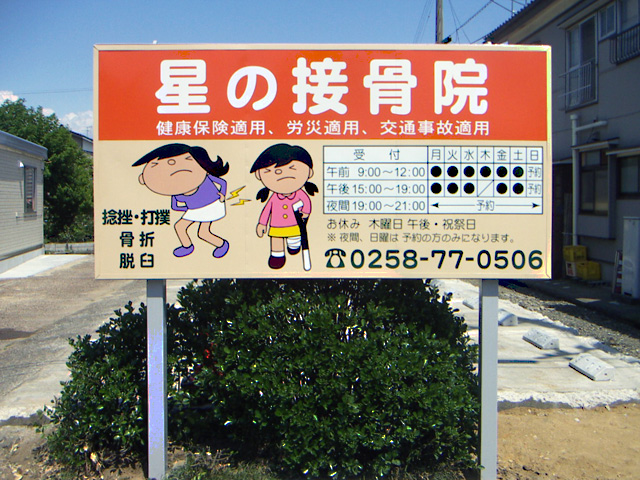 星の接骨院
健康保険適用、労災適用、交通事故適用
捻挫・打撲
骨折
脱臼
受付 月 火 水 木 金 土 日
午前 9:00～12:00 ● ● ● ● ● ● 予約
午後 15:00～19:00 ● ● ● ／ ● ● 予約
夜間 19:00～21:00 ← 予約 →
お休み 木曜日 午後・祝祭日
※ 夜間、日曜は 予約の方のみになります。
☎0258-77-0506